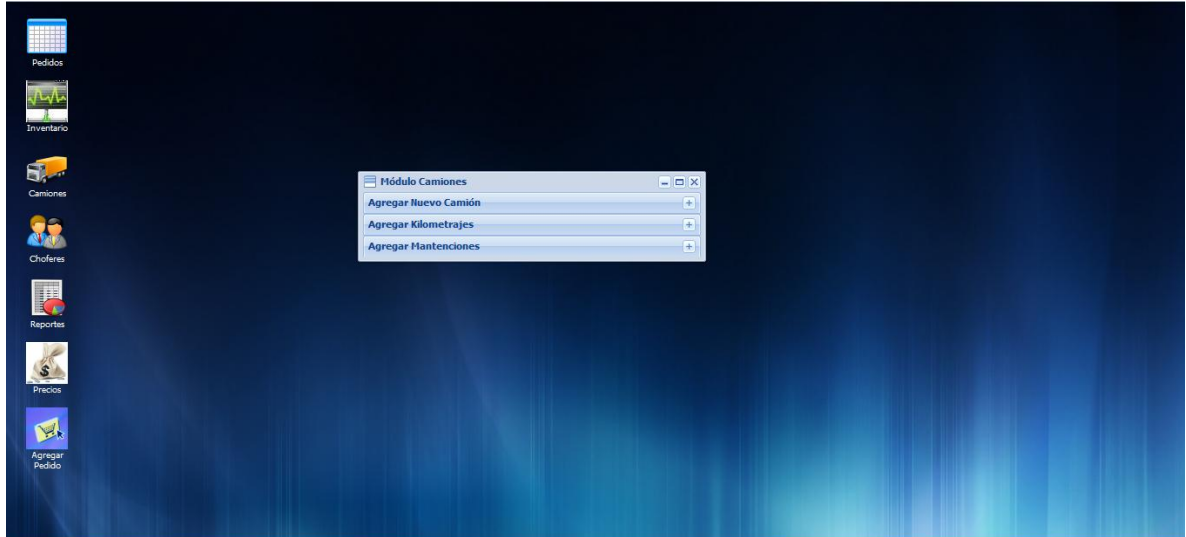 Pedidos
Inventario
Camiones
Choferes
Reportes
Precios
Agregar
Pedido
Módulo Camiones
Agregar Nuevo Camión
Agregar Kilometrajes
Agregar Mantenciones